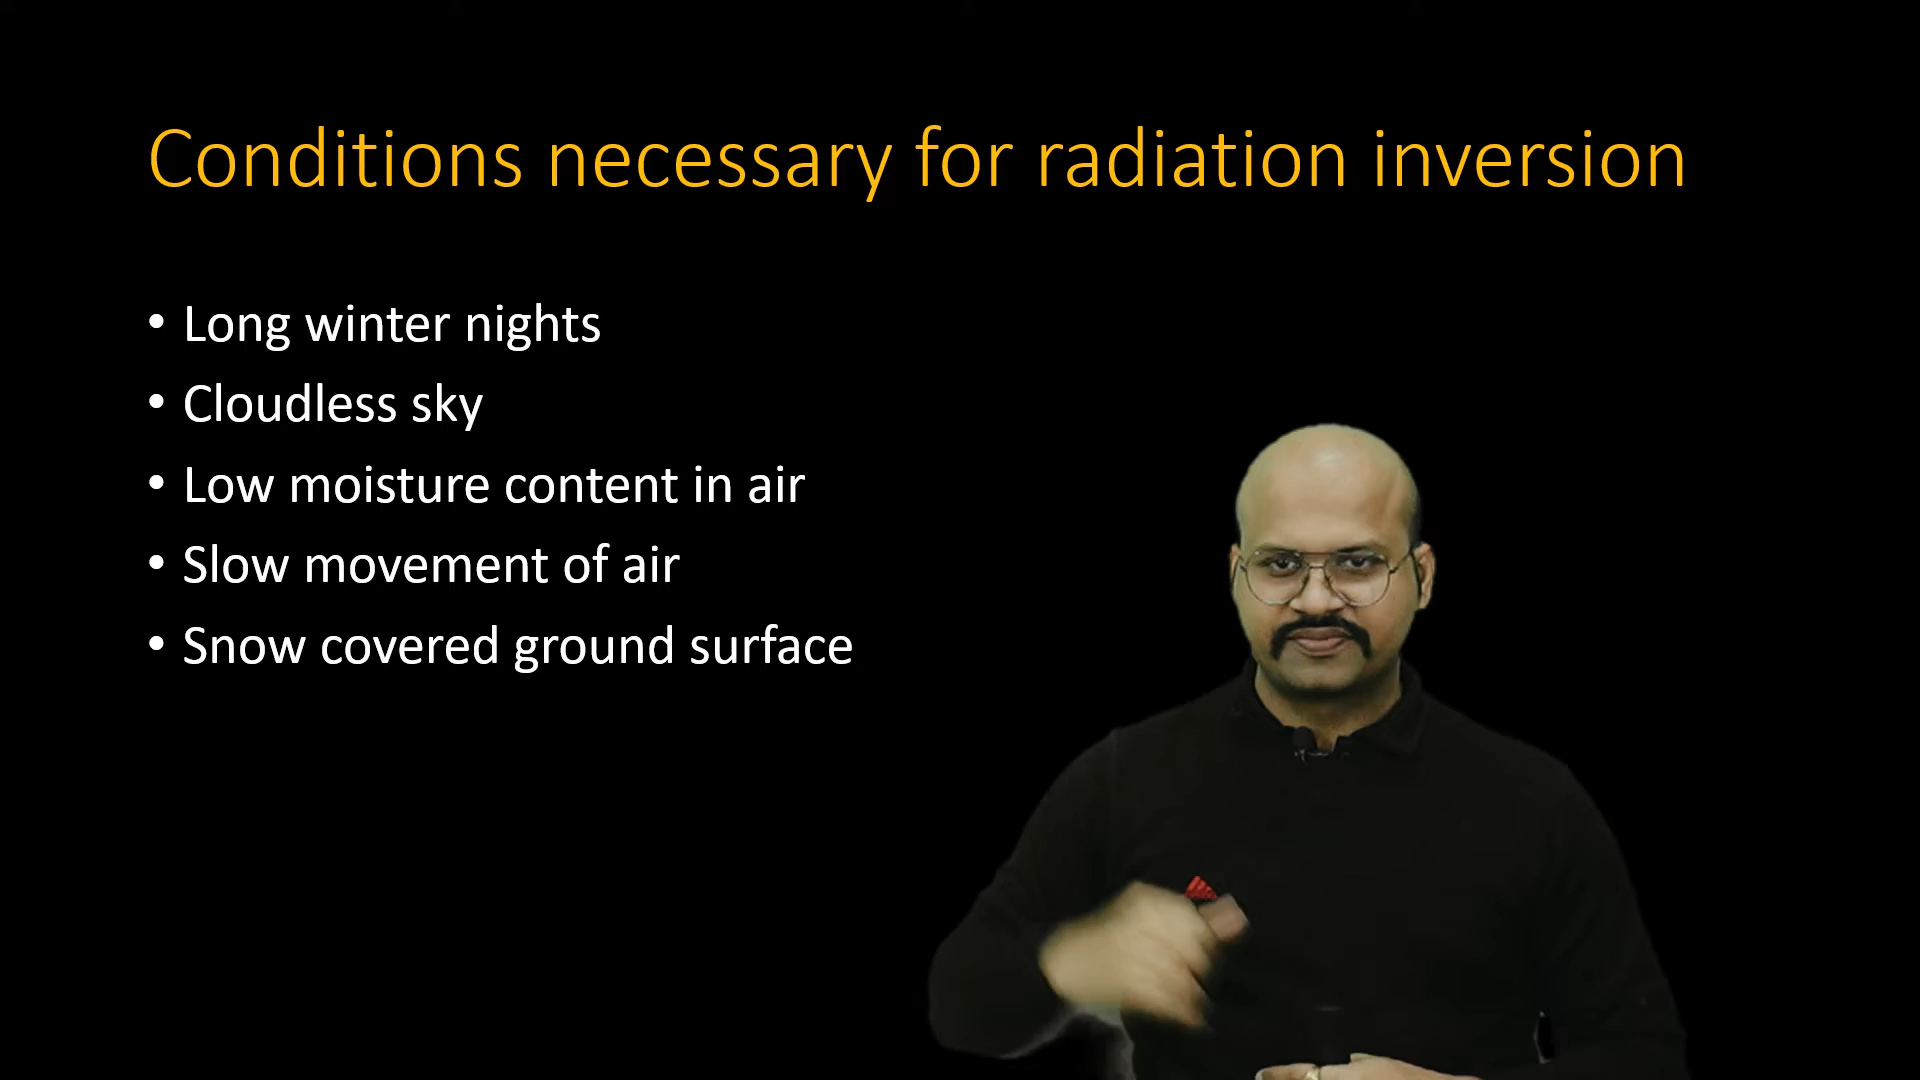 Conditions necessary for radiation inversion
• Long winter nights
• Cloudless sky
• Low moisture content in air
• Slow movement of air
• Snow covered ground surface